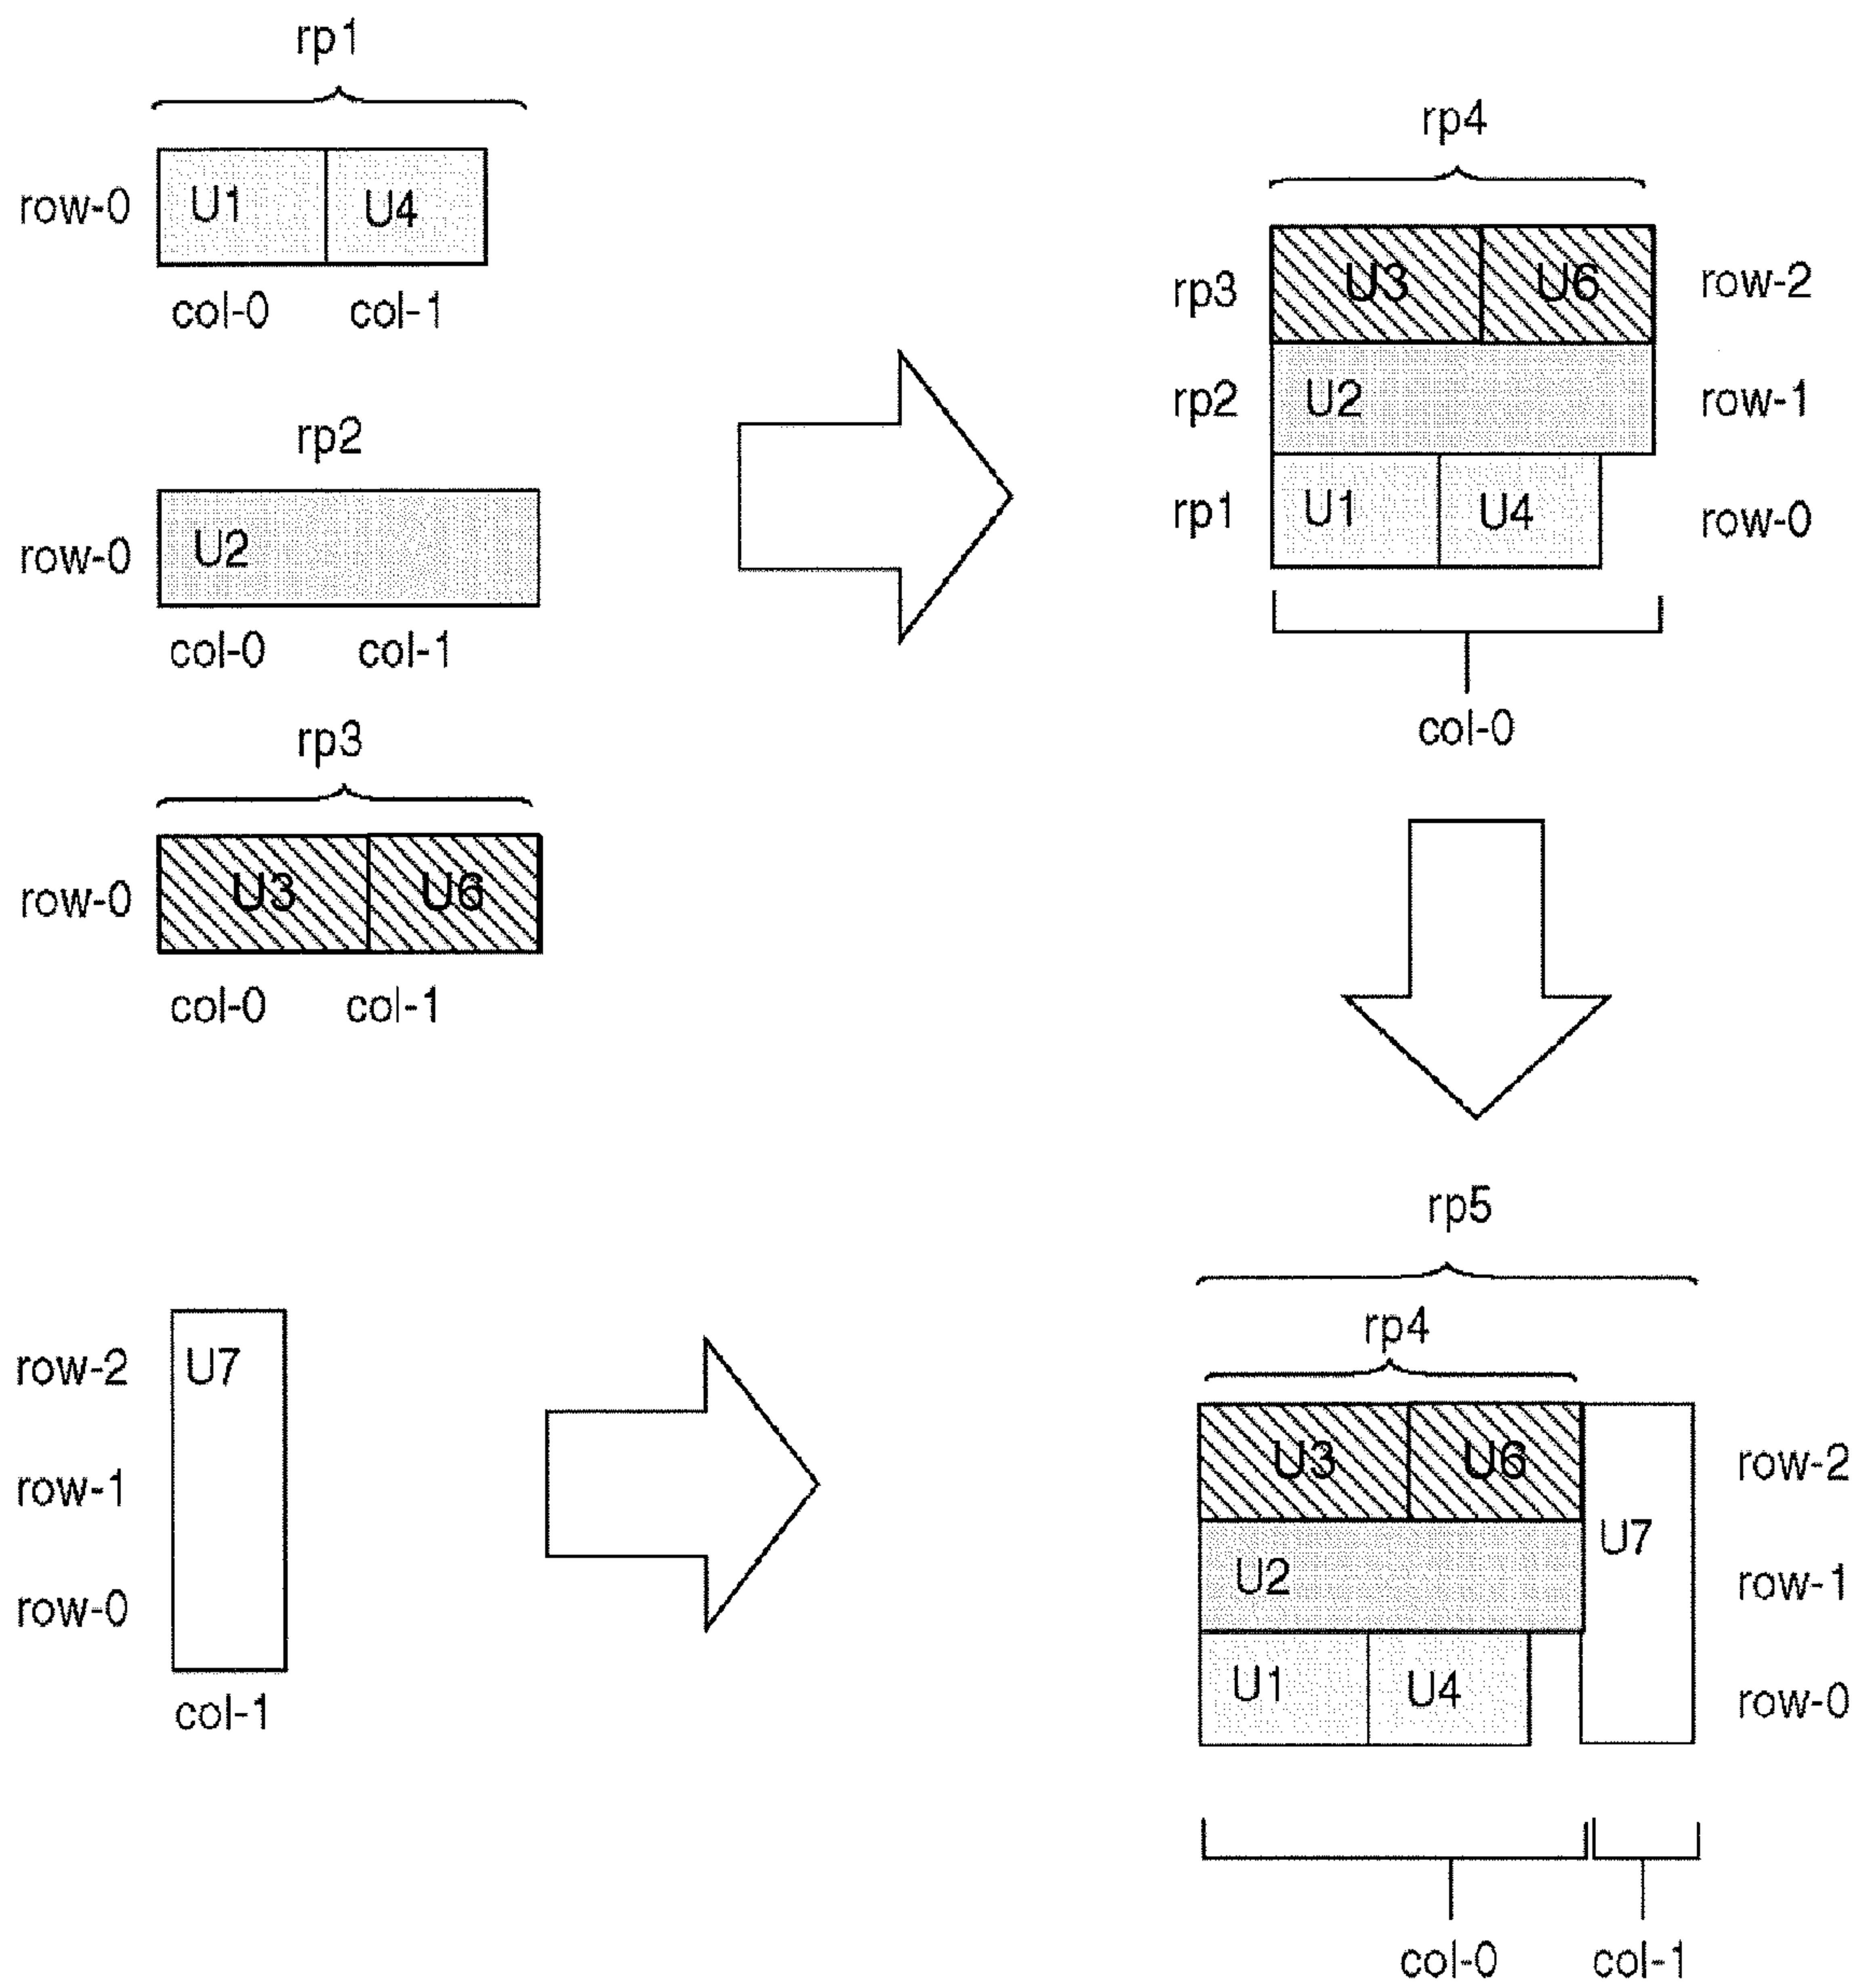 rp1
row-0 U1 U4
col-0 col-1
rp2
row-0 U2
col-0 col-1
rp3
row-0 U3 U6
col-0 col-1
rp4
rp3 U3 U6 row-2
rp2 U2 row-1
rp1 U1 U4 row-0
col-0
row-2 U7
row-1
row-0
col-1
rp5
rp4
U3 U6 row-2
U7
U2 row-1
U1 U4 row-0
col-0 col-1